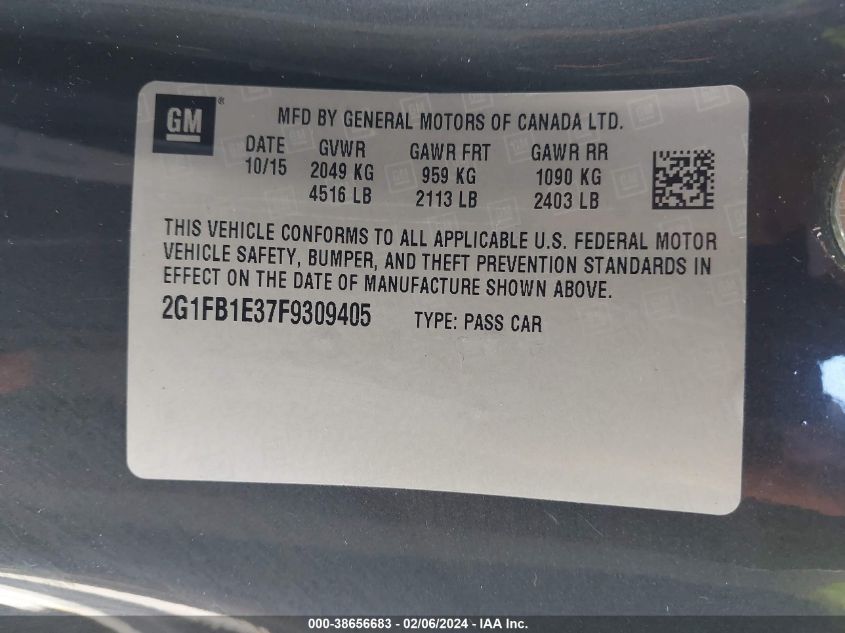 GM ®
MFD BY GENERAL MOTORS OF CANADA LTD.
DATE GVWR GAWR FRT GAWR RR
10/15 2049 KG 959 KG 1090 KG
4516 LB 2113 LB 2403 LB
THIS VEHICLE CONFORMS TO ALL APPLICABLE U.S. FEDERAL MOTOR
VEHICLE SAFETY, BUMPER, AND THEFT PREVENTION STANDARDS IN
EFFECT ON THE DATE OF MANUFACTURE SHOWN ABOVE.
2G1FB1E37F9309405 TYPE: PASS CAR
000-38656683 - 02/06/2024 - IAA Inc.